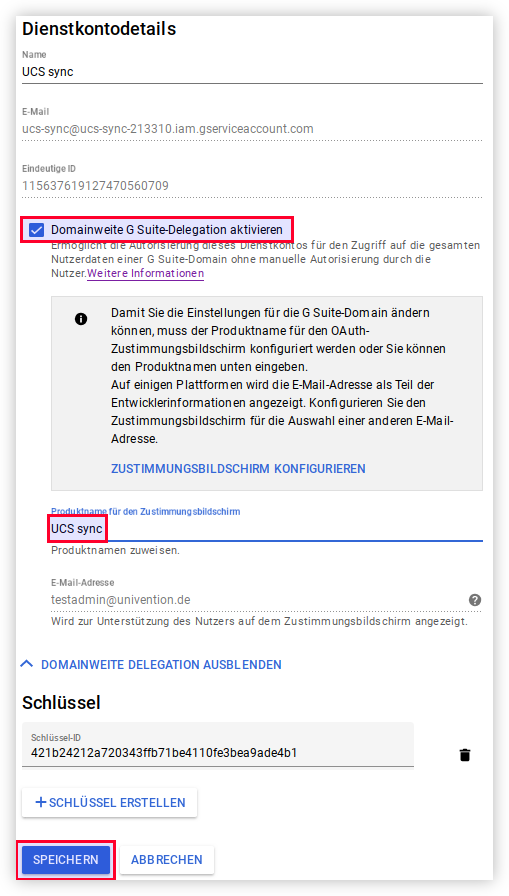 Dienstkontodetails
Name
UCS sync
E-Mail
ucs-sync@ucs-sync-213310.iam.gserviceaccount.com
Eindeutige ID
115637619127470560709
Domainweite G Suite-Delegation aktivieren
Ermöglicht die Autorisierung dieses Dienstkontos für den Zugriff auf die gesamten
Nutzerdaten einer G Suite-Domain ohne manuelle Autorisierung durch die
Nutzer.Weitere Informationen
Damit Sie die Einstellungen für die G Suite-Domain ändern
können, muss der Produktname für den OAuth-
Zustimmungsbildschirm konfiguriert werden oder Sie können
den Produktnamen unten eingeben.
Auf einigen Plattformen wird die E-Mail-Adresse als Teil der
Entwicklerinformationen angezeigt. Konfigurieren Sie den
Zustimmungsbildschirm für die Auswahl einer anderen E-Mail-
Adresse.
ZUSTIMMUNGSBILDSCHIRM KONFIGURIEREN
Produktname für den Zustimmungsbildschirm
UCS sync
Produktnamen zuweisen.
E-Mail-Adresse
testadmin@univention.de
Wird zur Unterstützung des Nutzers auf dem Zustimmungsbildschirm angezeigt.
DOMAINWEITE DELEGATION AUSBLENDEN
Schlüssel
Schlüssel-ID
421b24212a720343ffb71be4110fe3bea9ade4b1
SCHLÜSSEL ERSTELLEN
SPEICHERN
ABBRECHEN